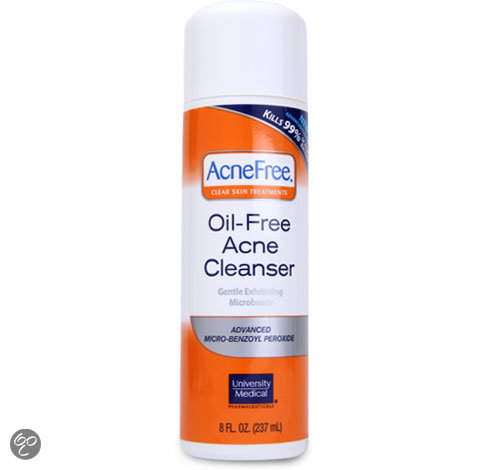 KILLS 99%
AcneFree®
CLEAR SKIN TREATMENTS
Oil-Free
Acne
Cleanser
Gentle Exfoliating
Microbeads
ADVANCED
MICRO-BENZOYL PEROXIDE
University
Medical®
PHARMACEUTICALS
8 FL. OZ. (237 mL)